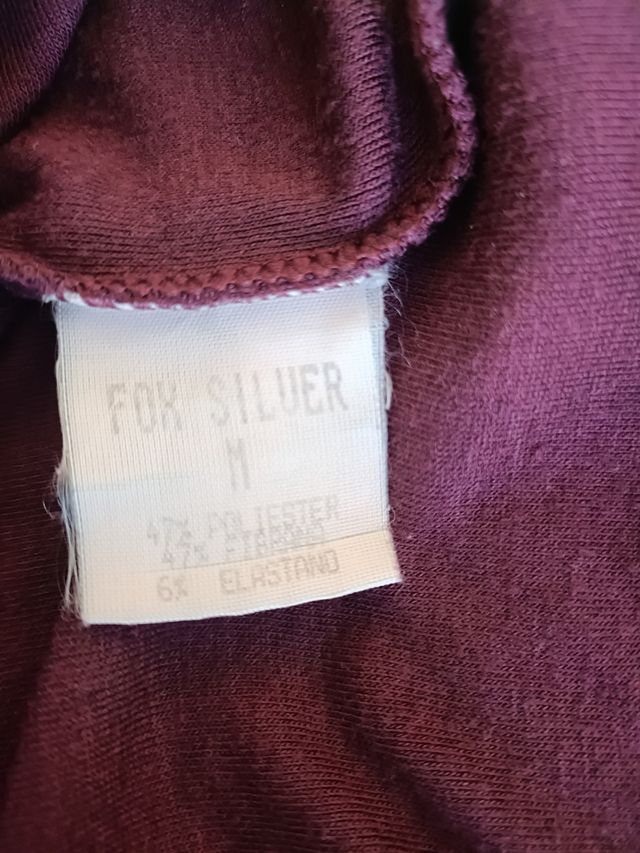 FOX SILVER
M
47% POLIESTER
47%
6% ELASTANO